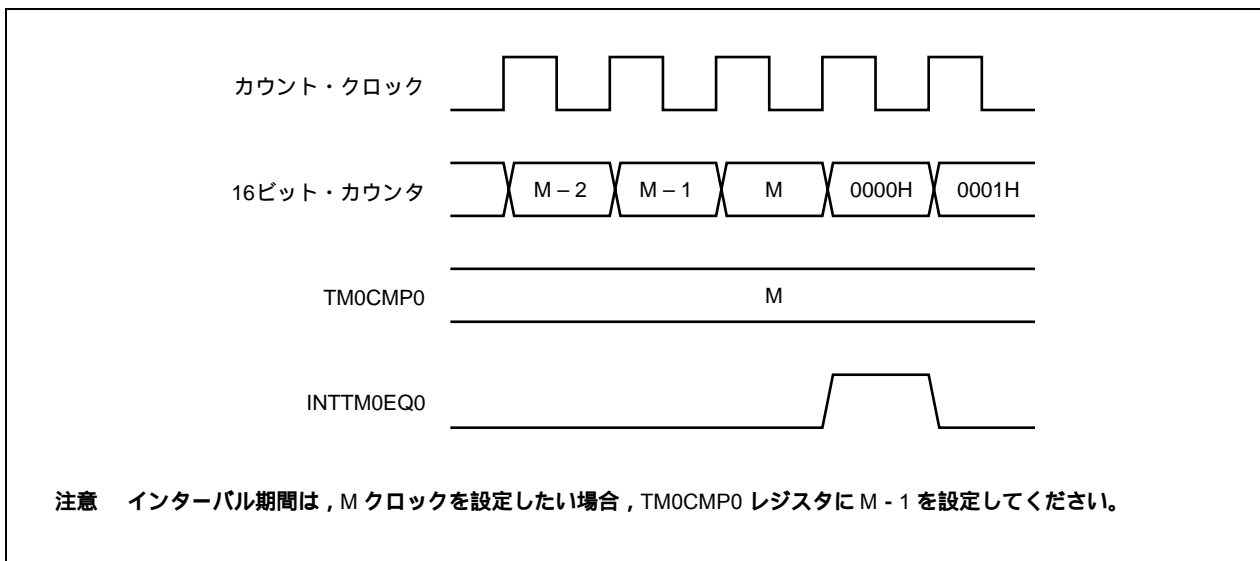 カウント・クロック
16ビット・カウンタ M – 2 M – 1 M 0000H 0001H
TM0CMP0 M
INTTM0EQ0
注意 インターバル期間は，M クロックを設定したい場合，TM0CMP0 レジスタに M - 1 を設定してください。